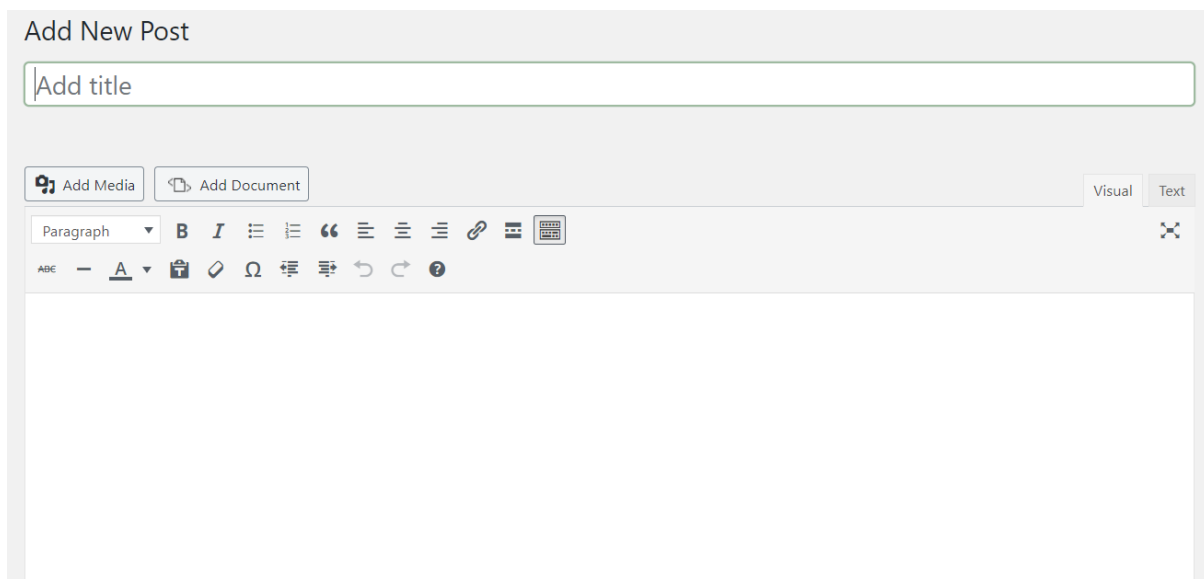 Add New Post
Add title
Add Media Add Document
Visual Text
Paragraph B I
ABC A Ω